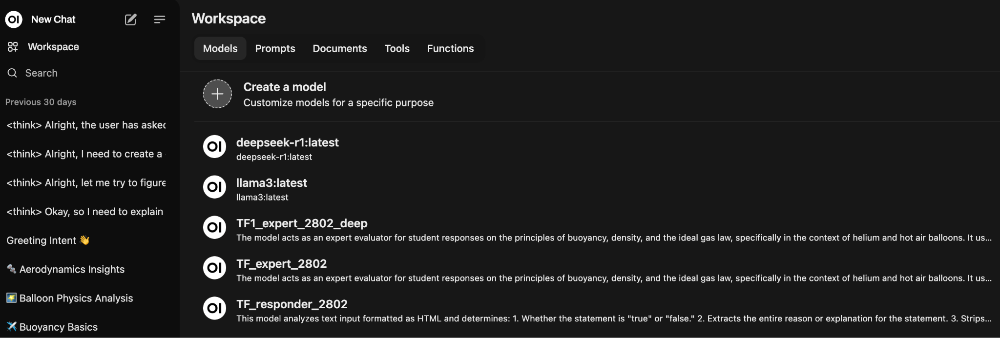 OI New Chat
Workspace
Search
Previous 30 days
<think> Alright, the user has asked
<think> Alright, I need to create a
<think> Alright, let me try to figure
<think> Okay, so I need to explain
Greeting Intent 👋
🔩 Aerodynamics Insights
🌠 Balloon Physics Analysis
✈️ Buoyancy Basics
Workspace
Models Prompts Documents Tools Functions
Create a model
Customize models for a specific purpose
OI deepseek-r1:latest
deepseek-r1:latest
OI llama3:latest
llama3:latest
OI TF1_expert_2802_deep
The model acts as an expert evaluator for student responses on the principles of buoyancy, density, and the ideal gas law, specifically in the context of helium and hot air balloons. It us...
OI TF_expert_2802
The model acts as an expert evaluator for student responses on the principles of buoyancy, density, and the ideal gas law, specifically in the context of helium and hot air balloons. It us...
OI TF_responder_2802
This model analyzes text input formatted as HTML and determines: 1. Whether the statement is "true" or "false." 2. Extracts the entire reason or explanation for the statement. 3. Strips...